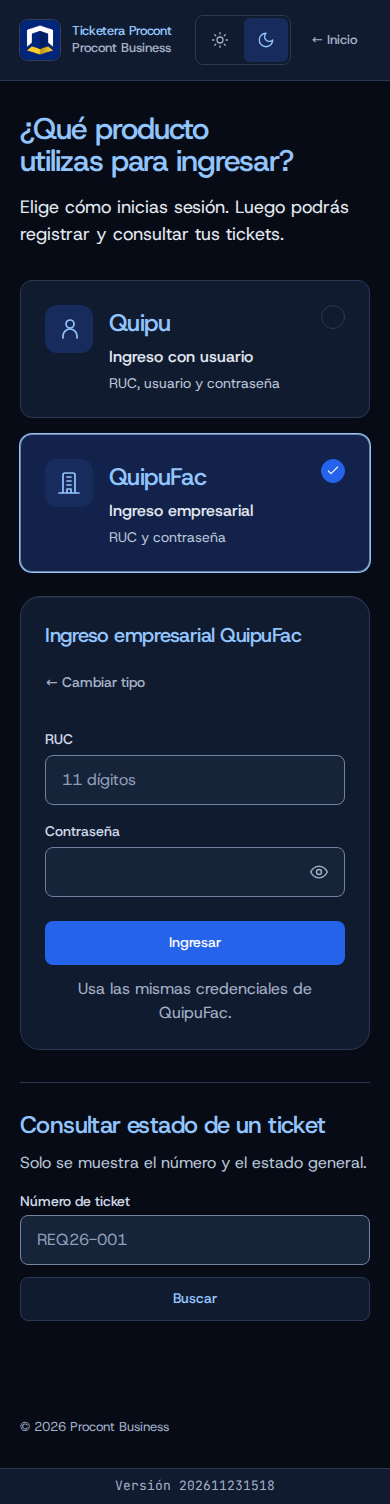 Ticketera Procont
Procont Business
← Inicio
¿Qué producto
utilizas para ingresar?
Elige cómo inicias sesión. Luego podrás
registrar y consultar tus tickets.
Quipu
Ingreso con usuario
RUC, usuario y contraseña
QuipuFac
Ingreso empresarial
RUC y contraseña
Ingreso empresarial QuipuFac
← Cambiar tipo
RUC
11 dígitos
Contraseña
Ingresar
Usa las mismas credenciales de
QuipuFac.
Consultar estado de un ticket
Solo se muestra el número y el estado general.
Número de ticket
REQ26-001
Buscar
© 2026 Procont Business
Versión 202611231518